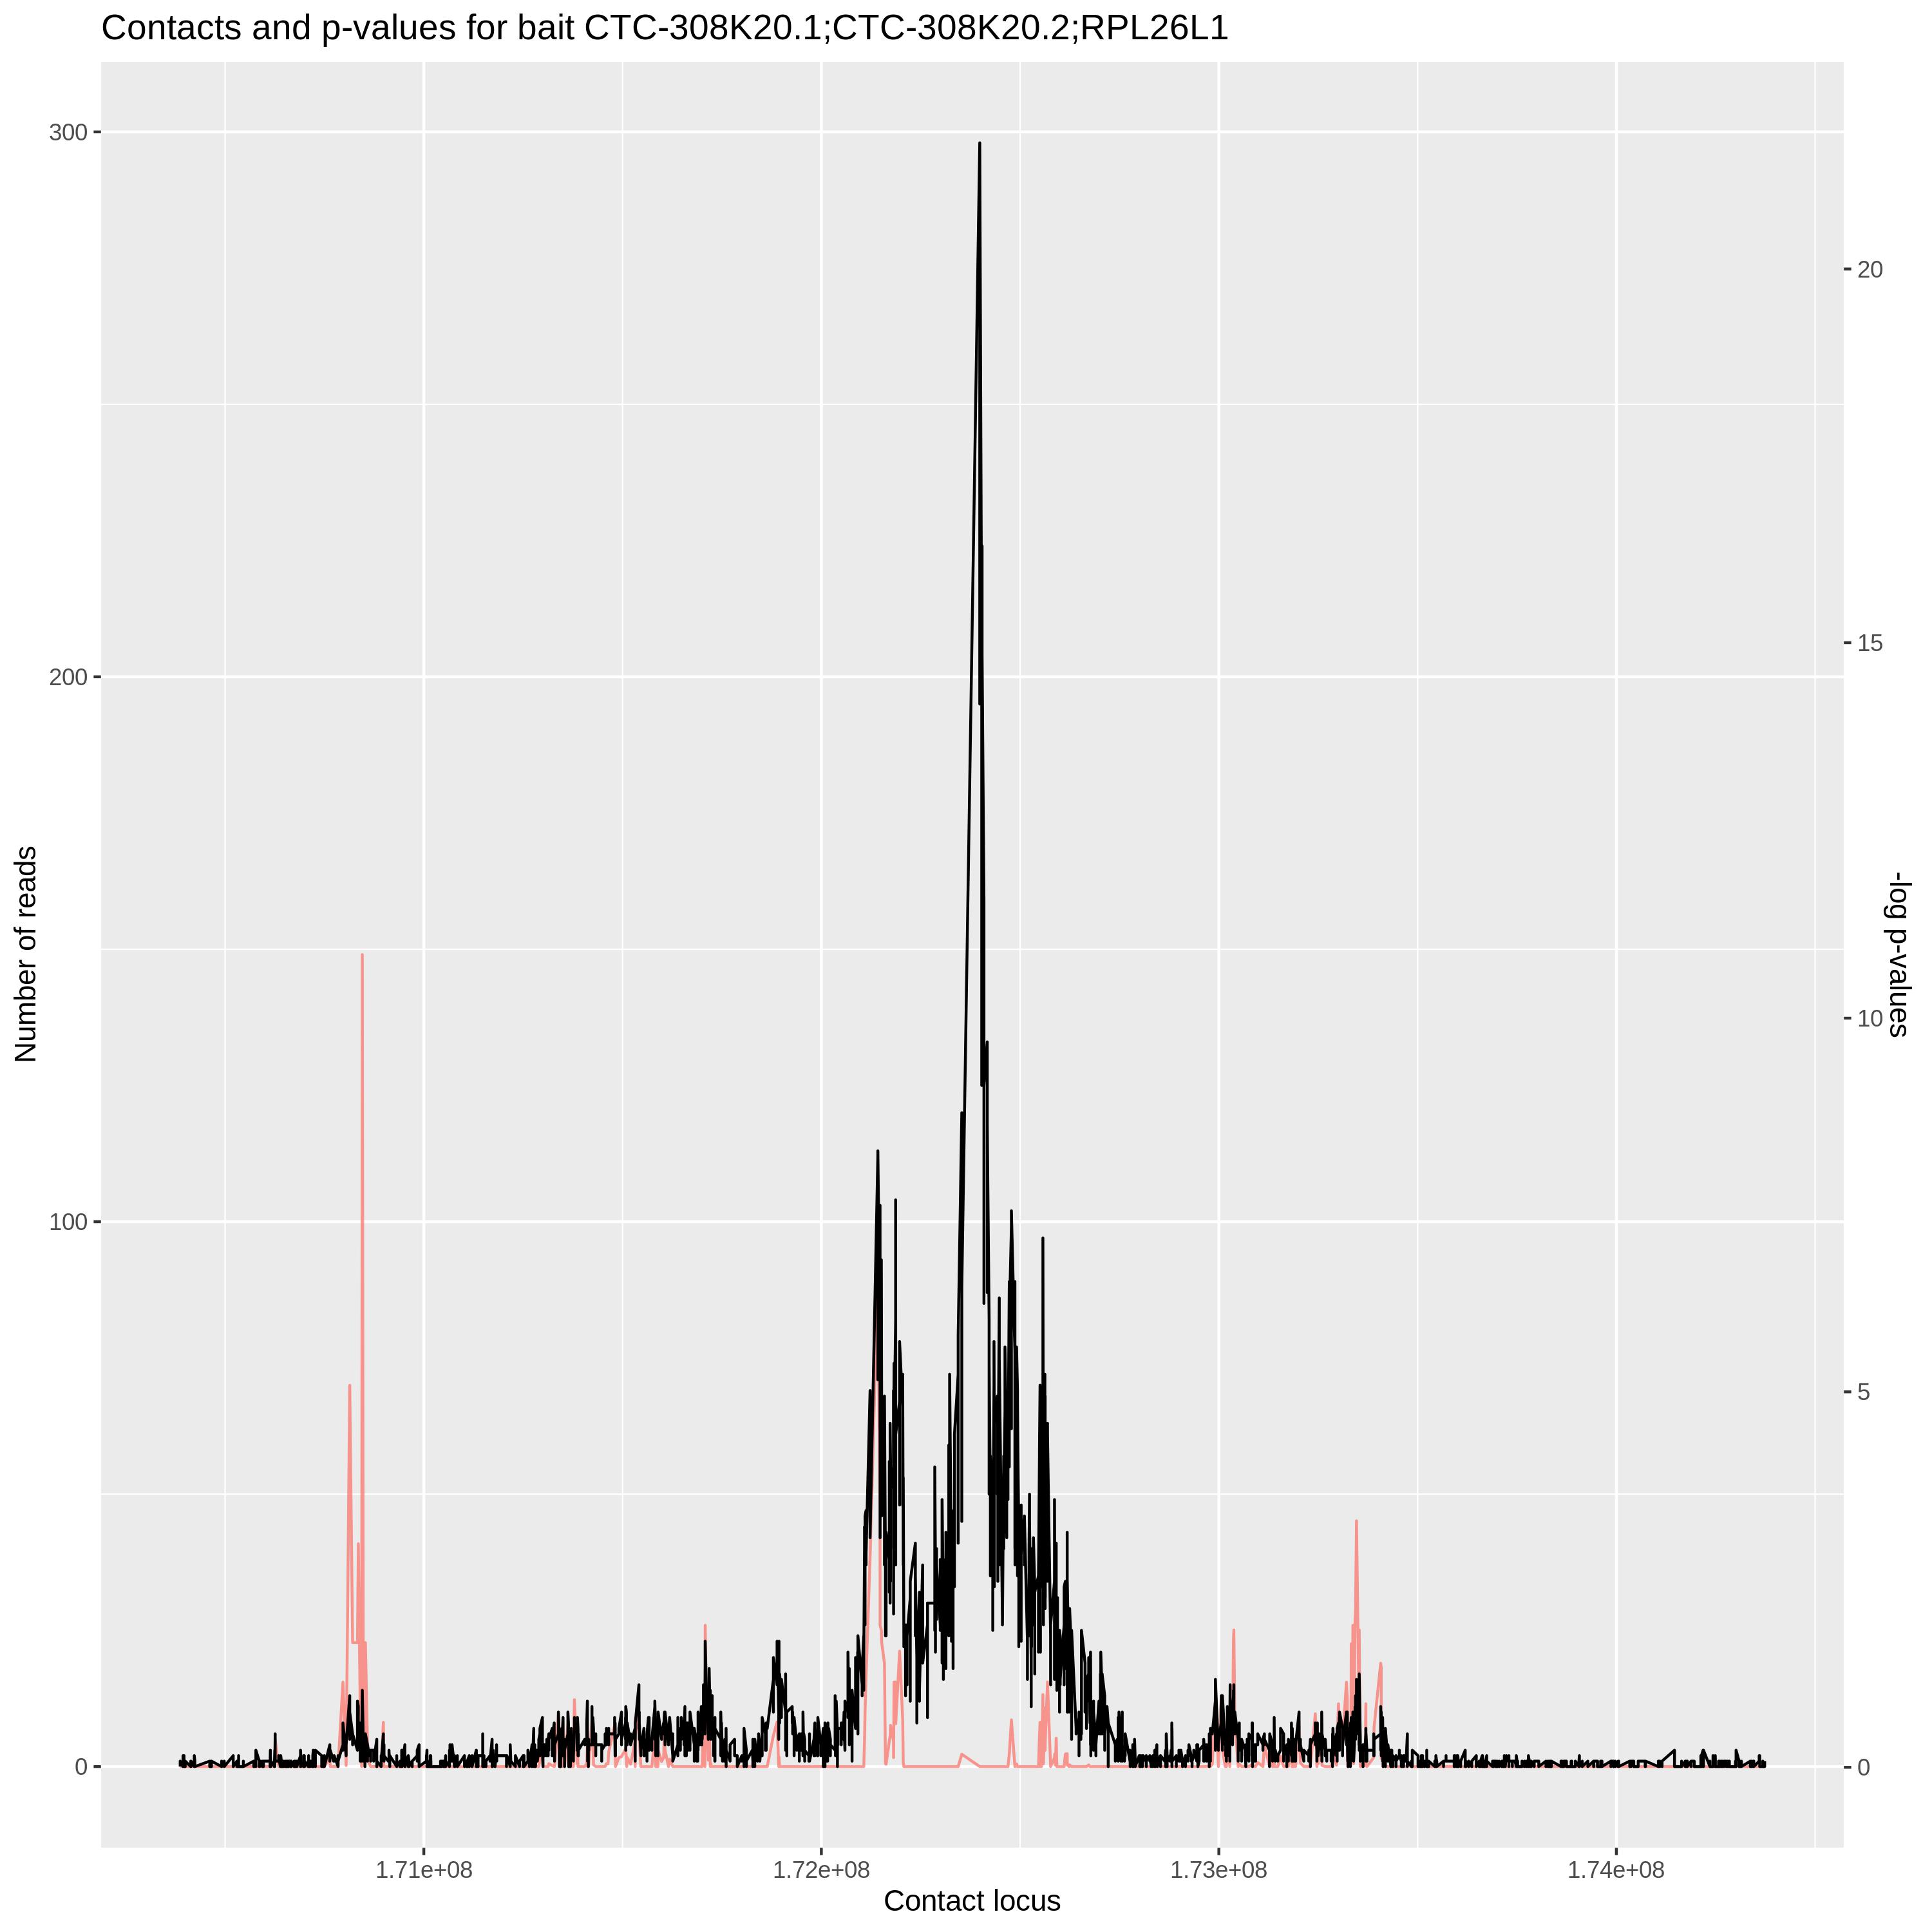 Contacts and p-values for bait CTC-308K20.1;CTC-308K20.2;RPL26L1
300
200
100
0
Number of reads
20
15
10
5
0
-log p-values
1.71e+08 1.72e+08 1.73e+08 1.74e+08
Contact locus